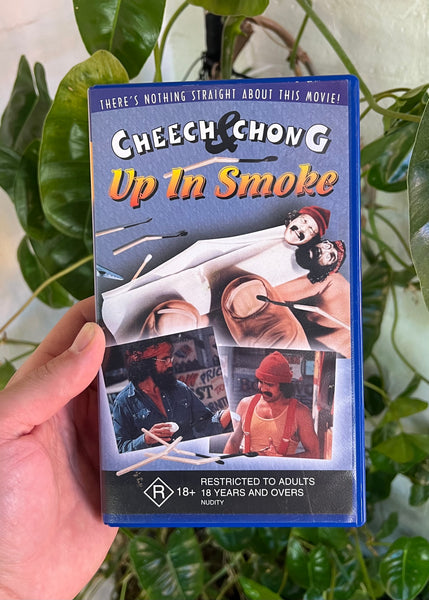 THERE'S NOTHING STRAIGHT ABOUT THIS MOVIE!
CHEECH & CHONG
Up In Smoke
R 18+
RESTRICTED TO ADULTS
18 YEARS AND OVERS
NUDITY